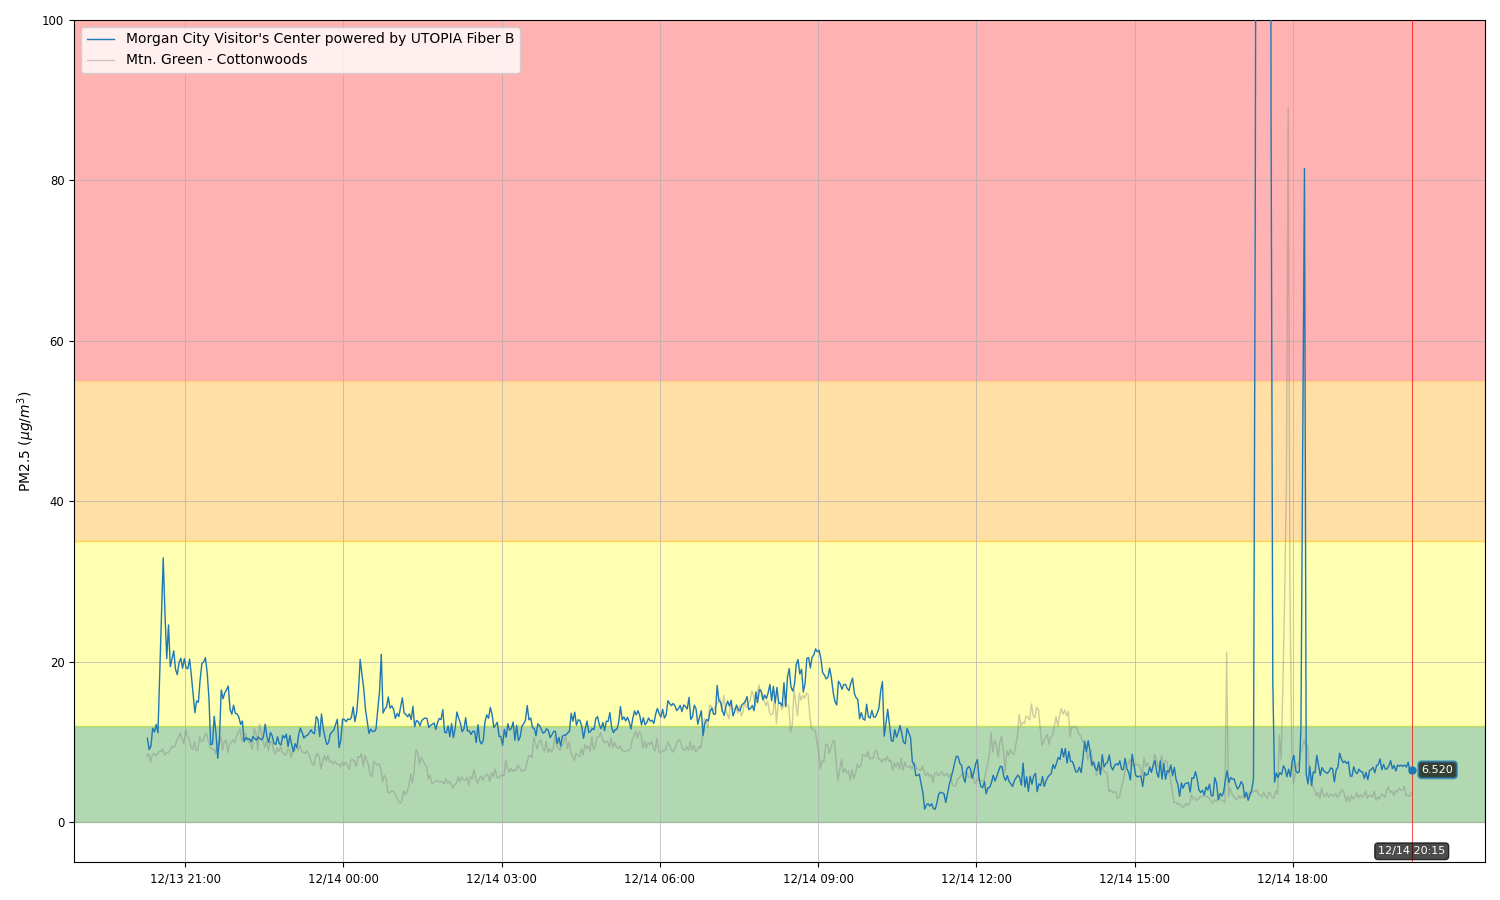 100
Morgan City Visitor's Center powered by UTOPIA Fiber B
Mtn. Green - Cottonwoods
80
60
PM2.5 (μg/m³)
40
20
6.520
0
12/14 20:15
12/13 21:00 12/14 00:00 12/14 03:00 12/14 06:00 12/14 09:00 12/14 12:00 12/14 15:00 12/14 18:00